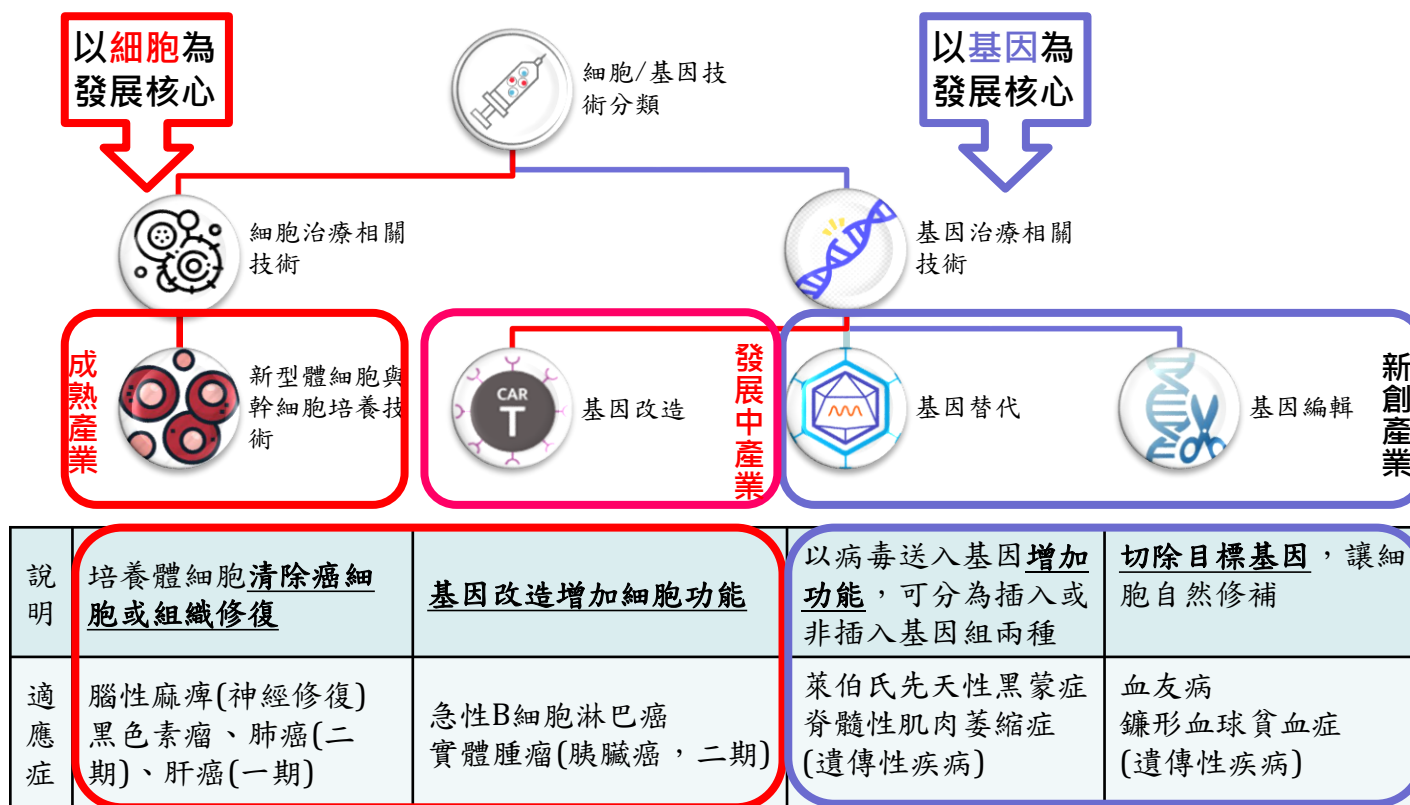 以細胞為
發展核心
細胞/基因技
術分類
以基因為
發展核心
細胞治療相關
技術
基因治療相關
技術
成熟產業
新型體細胞與
幹細胞培養技
術
CAR
T
基因改造
發展中產業
基因替代
基因編輯
新創產業
說明
培養體細胞清除癌細
胞或組織修復
基因改造增加細胞功能
以病毒送入基因增加
功能，可分為插入或
非插入基因組兩種
切除目標基因，讓細
胞自然修補
適應症
腦性麻痺(神經修復)
黑色素瘤、肺癌(二
期)、肝癌(一期)
急性B細胞淋巴癌
實體腫瘤(胰臟癌，二期)
萊伯氏先天性黑蒙症
脊髓性肌肉萎縮症
(遺傳性疾病)
血友病
鐮形血球貧血症
(遺傳性疾病)